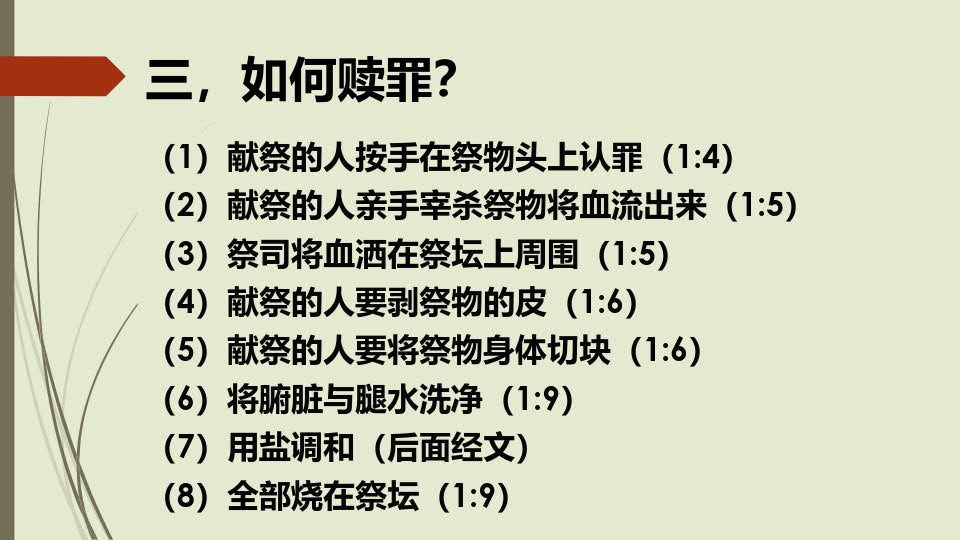 三，如何赎罪？
（1）献祭的人按手在祭物头上认罪（1:4）
（2）献祭的人亲手宰杀祭物将血流出来（1:5）
（3）祭司将血洒在祭坛上周围（1:5）
（4）献祭的人要剥祭物的皮（1:6）
（5）献祭的人要将祭物身体切块（1:6）
（6）将腑脏与腿水洗净（1:9）
（7）用盐调和（后面经文）
（8）全部烧在祭坛（1:9）